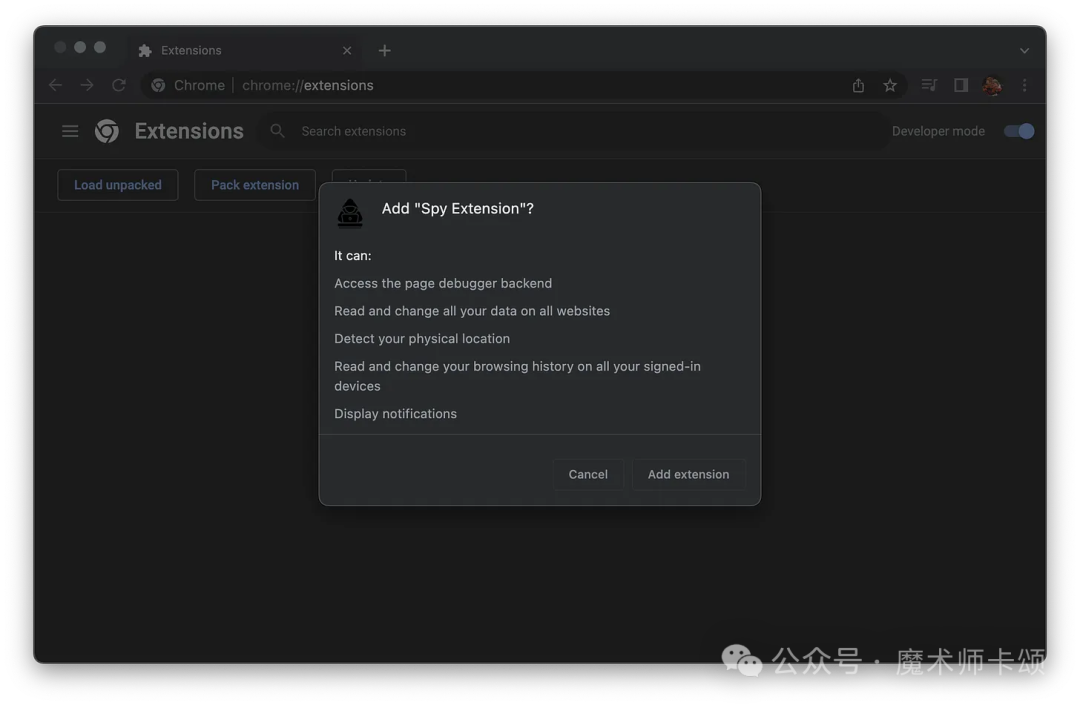 Extensions
Chrome | chrome://extensions
Extensions
Search extensions
Developer mode
Load unpacked
Pack extension
Add "Spy Extension"?
It can:
Access the page debugger backend
Read and change all your data on all websites
Detect your physical location
Read and change your browsing history on all your signed-in
devices
Display notifications
Cancel
Add extension
公众号 · 魔术师卡颂